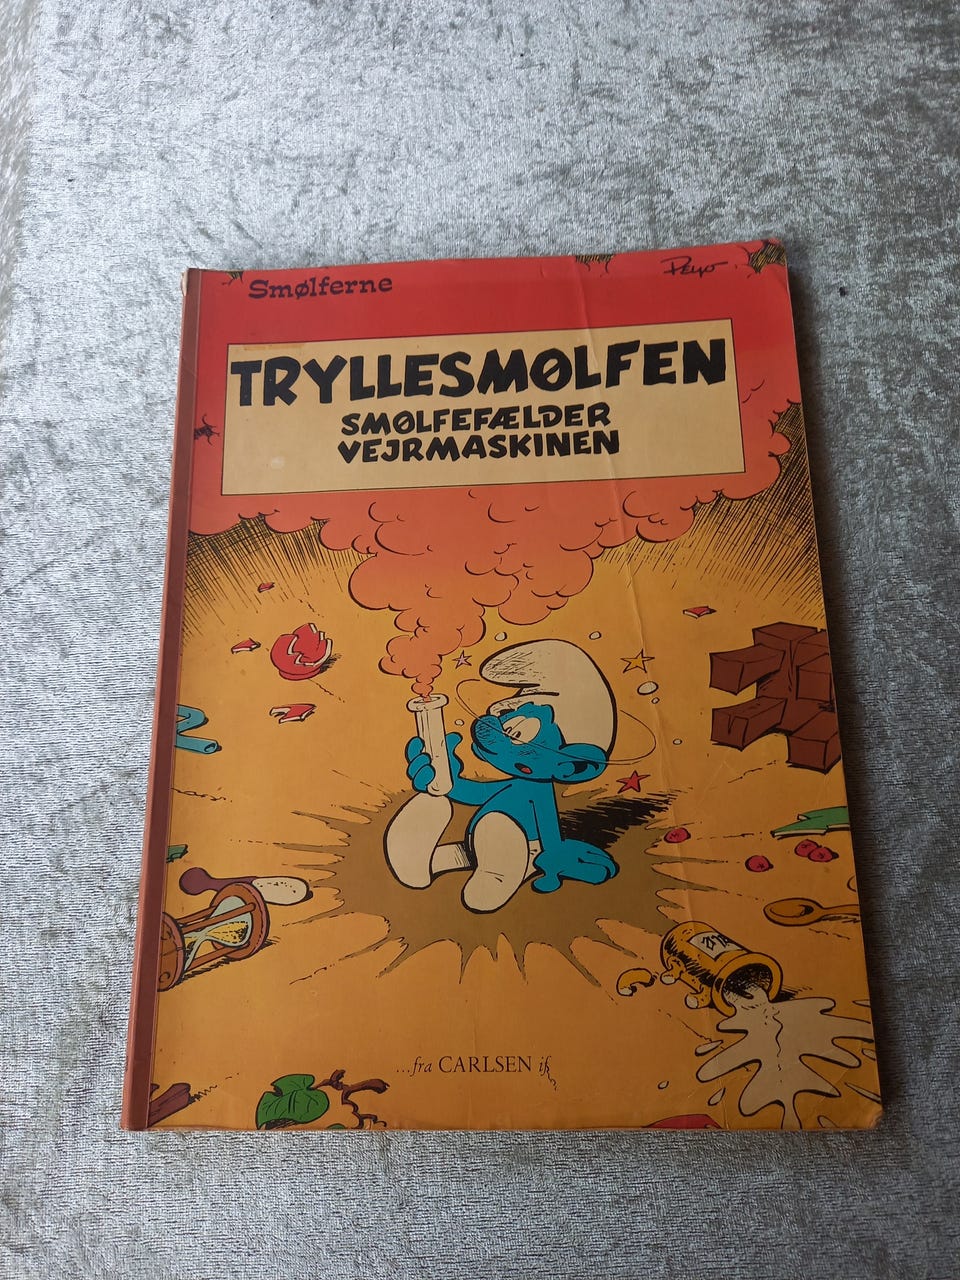 Smølferne
Peyo
TRYLLESMØLFEN
SMØLFEFÆLDER
VEJRMASKINEN
...fra CARLSEN if